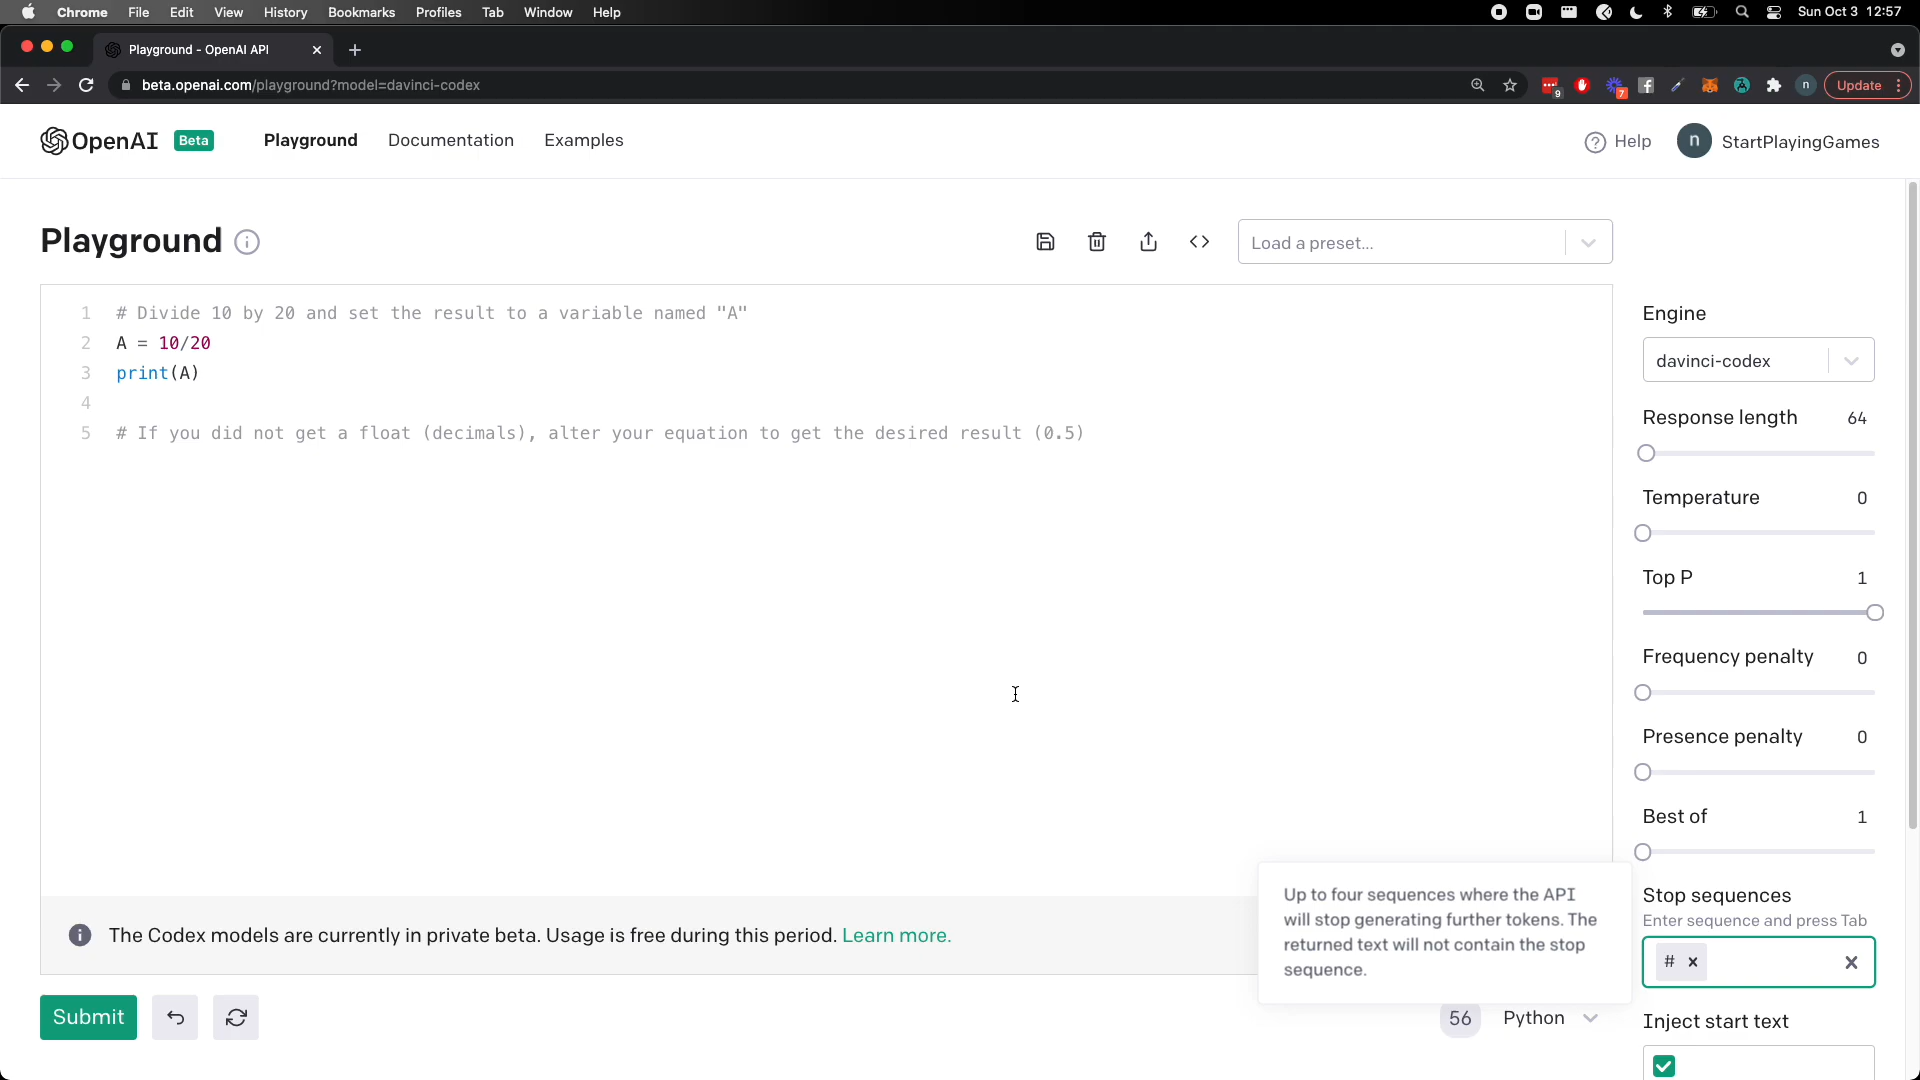 Chrome File Edit View History Bookmarks Profiles Tab Window Help Sun Oct 3 12:57
Playground - OpenAI API
beta.openai.com/playground?model=davinci-codex 9 7 n Update
OpenAI Beta Playground Documentation Examples Help n StartPlayingGames
Playground Load a preset...
1 # Divide 10 by 20 and set the result to a variable named "A"
2 A = 10/20
3 print(A)
4
5 # If you did not get a float (decimals), alter your equation to get the desired result (0.5)
Engine
davinci-codex
Response length 64
Temperature 0
Top P 1
Frequency penalty 0
Presence penalty 0
Best of 1
Stop sequences
Enter sequence and press Tab
#
Inject start text
Up to four sequences where the API
will stop generating further tokens. The
returned text will not contain the stop
sequence.
The Codex models are currently in private beta. Usage is free during this period. Learn more.
Submit 56 Python